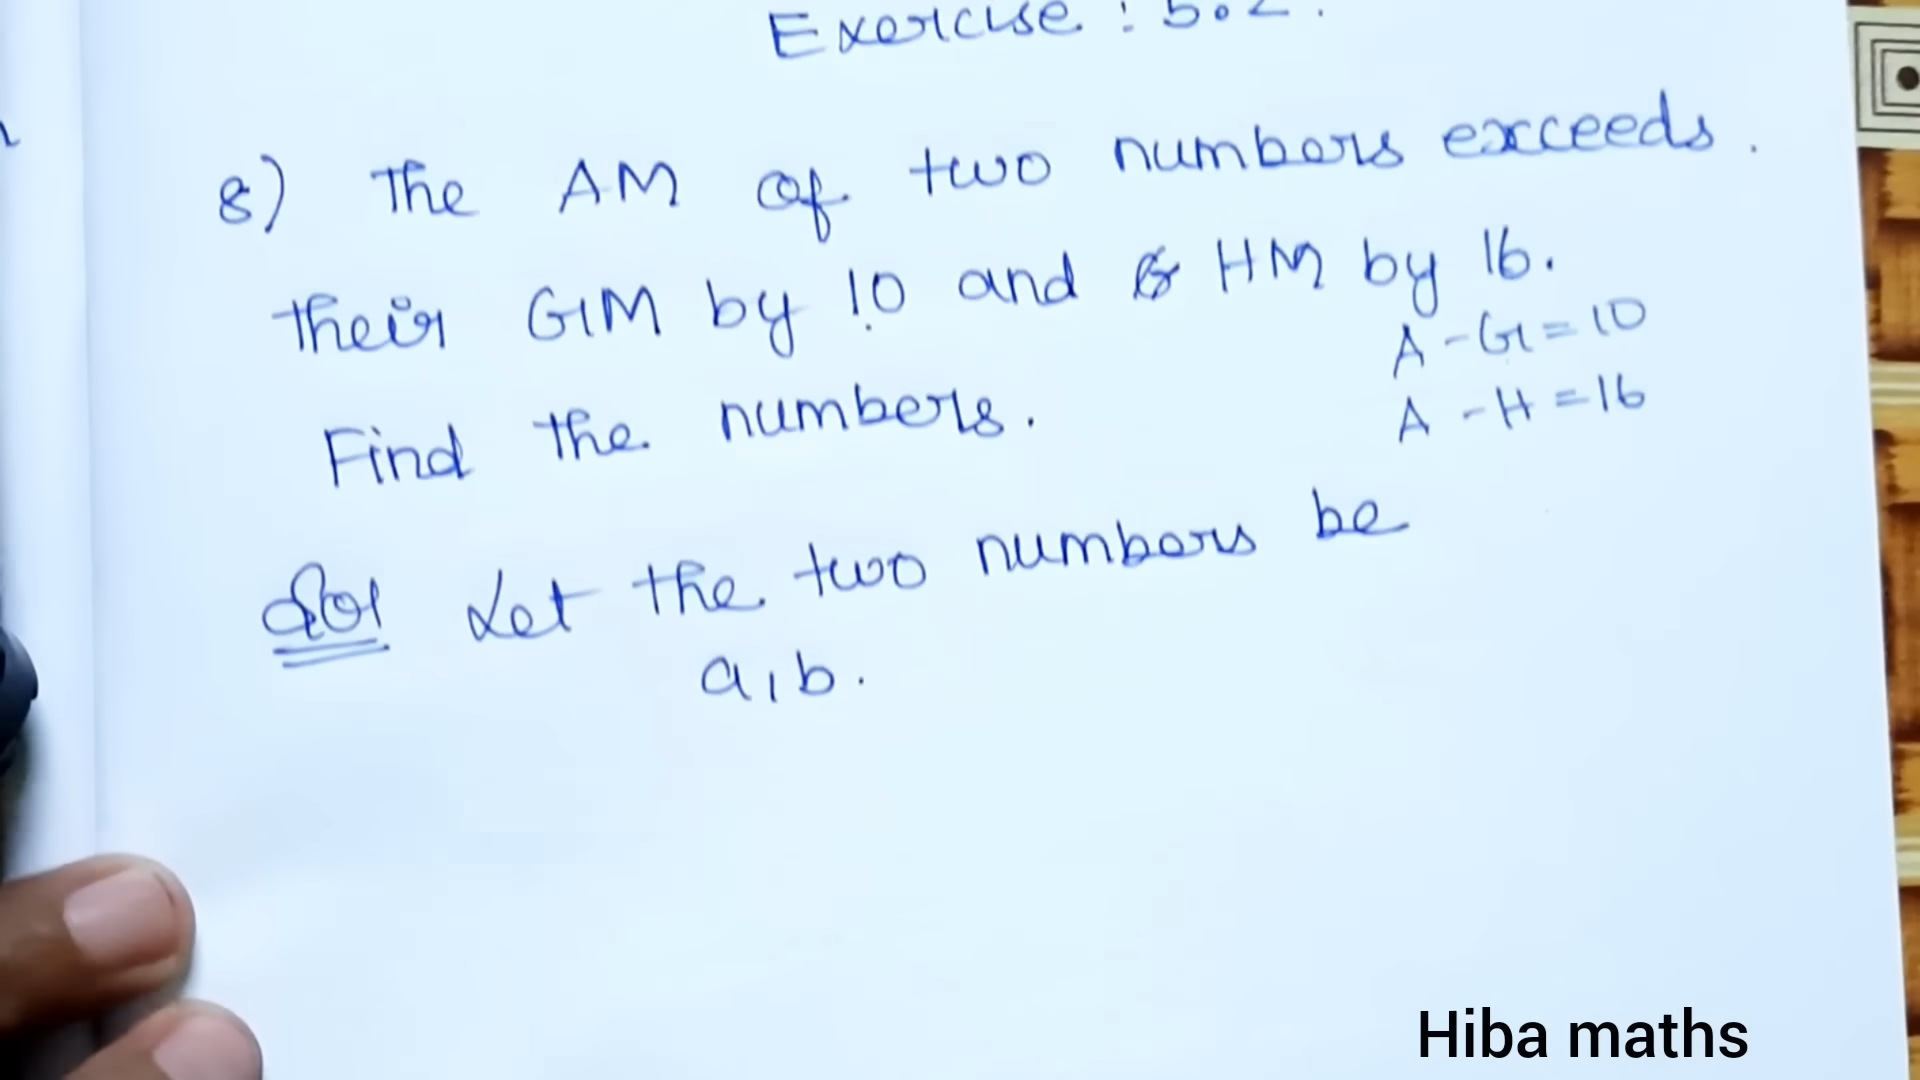 Exercise : 5.2.
8) The AM of two numbers exceeds.
their GM by 10 and HM by 16.
A - G = 10
Find the numbers.
A - H = 16
Sol Let the two numbers be
a, b.
Hiba maths